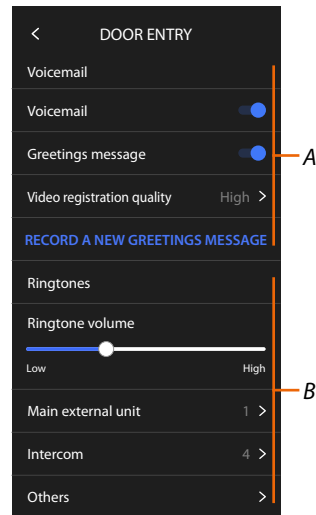 DOOR ENTRY
Voicemail
Voicemail
Greetings message
Video registration quality High
RECORD A NEW GREETINGS MESSAGE
A
Ringtones
Ringtone volume
Low High
Main external unit 1
B
Intercom 4
Others